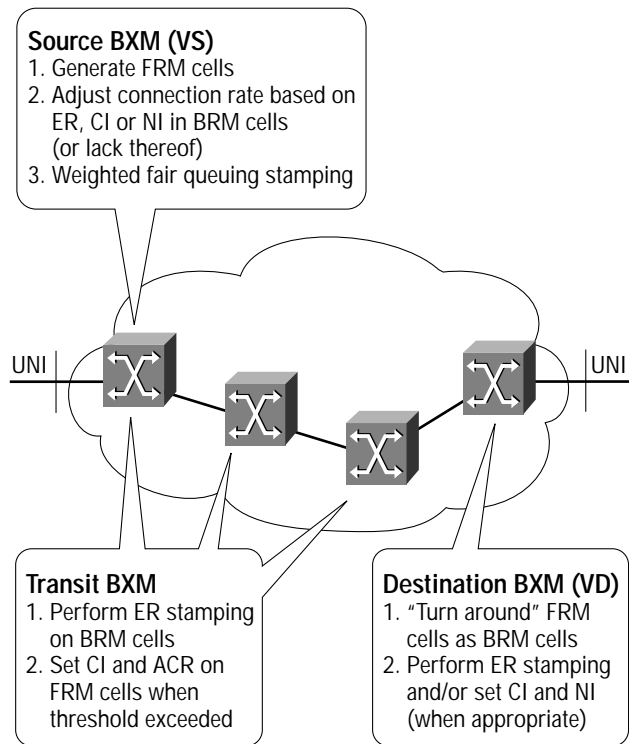 Source BXM (VS)
1. Generate FRM cells
2. Adjust connection rate based on
ER, CI or NI in BRM cells
(or lack thereof)
3. Weighted fair queuing stamping
UNI
UNI
Transit BXM
1. Perform ER stamping
on BRM cells
2. Set CI and ACR on
FRM cells when
threshold exceeded
Destination BXM (VD)
1. “Turn around” FRM
cells as BRM cells
2. Perform ER stamping
and/or set CI and NI
(when appropriate)